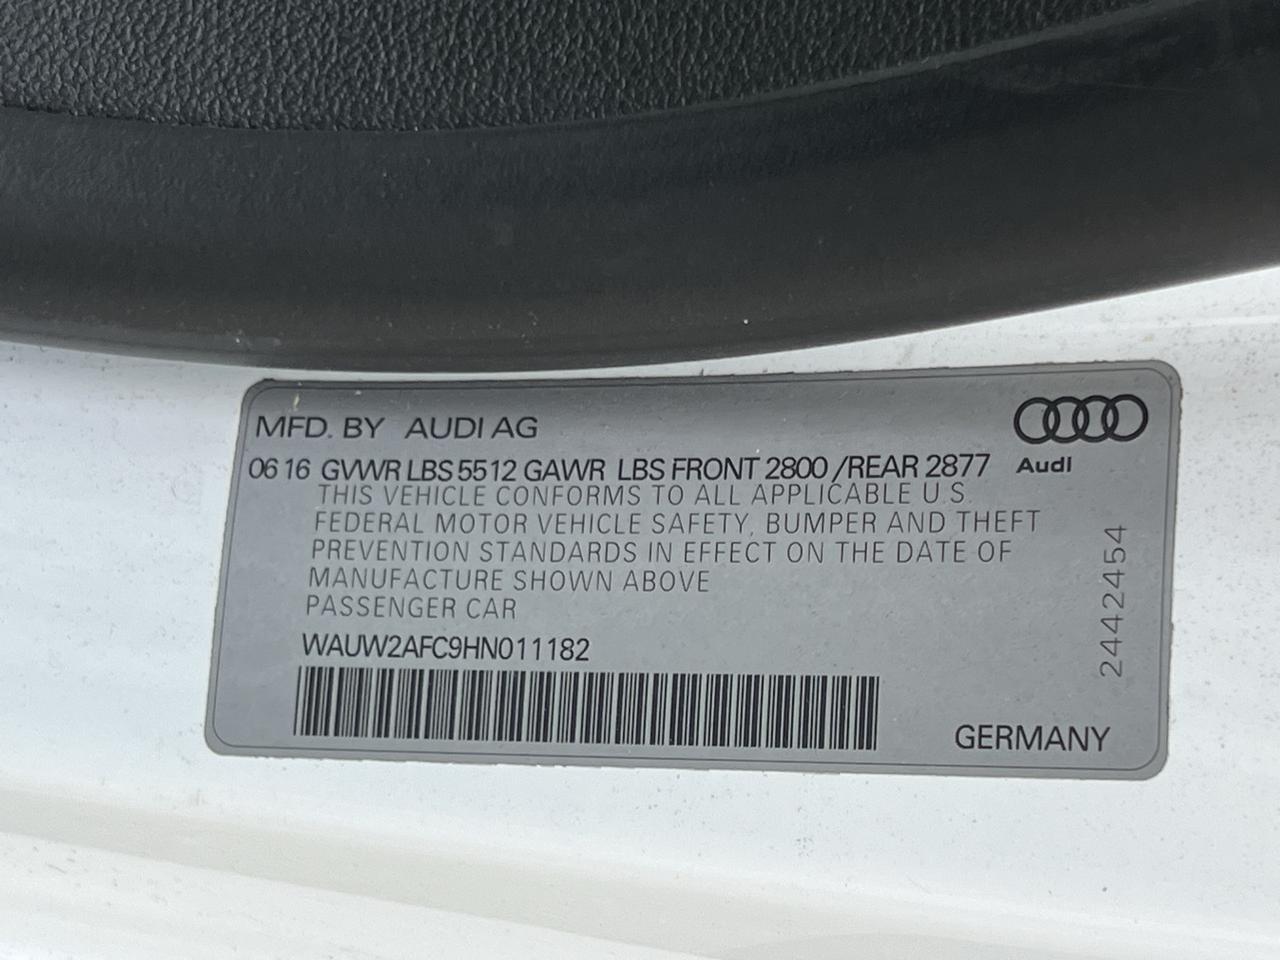 MFD. BY AUDI AG
Audi
06 16 GVWR LBS 5512 GAWR LBS FRONT 2800 /REAR 2877
THIS VEHICLE CONFORMS TO ALL APPLICABLE U.S.
FEDERAL MOTOR VEHICLE SAFETY, BUMPER AND THEFT
PREVENTION STANDARDS IN EFFECT ON THE DATE OF
MANUFACTURE SHOWN ABOVE
PASSENGER CAR
WAUW2AFC9HN011182
2442454
GERMANY